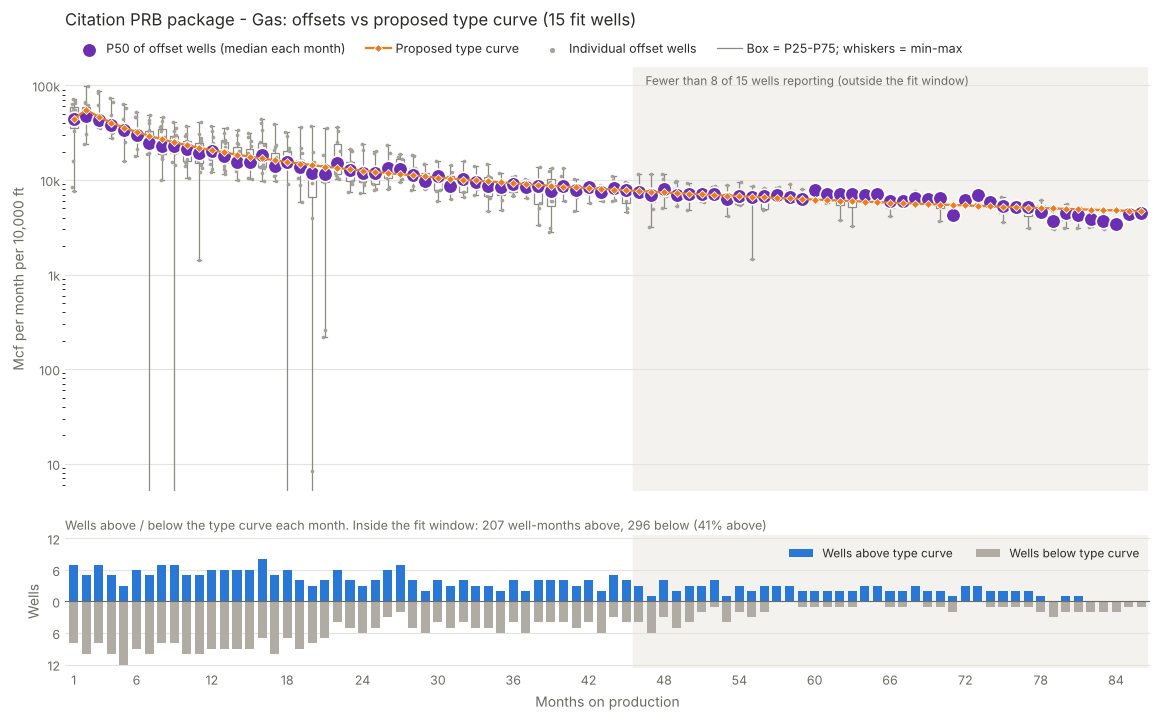 Citation PRB package - Gas: offsets vs proposed type curve (15 fit wells)
P50 of offset wells (median each month)
Proposed type curve
Individual offset wells
Box = P25-P75; whiskers = min-max
Fewer than 8 of 15 wells reporting (outside the fit window)
Mcf per month per 10,000 ft
100k
10k
1k
100
10
Wells above / below the type curve each month. Inside the fit window: 207 well-months above, 296 below (41% above)
Wells above type curve
Wells below type curve
Wells
12
6
0
6
12
1 6 12 18 24 30 36 42 48 54 60 66 72 78 84
Months on production